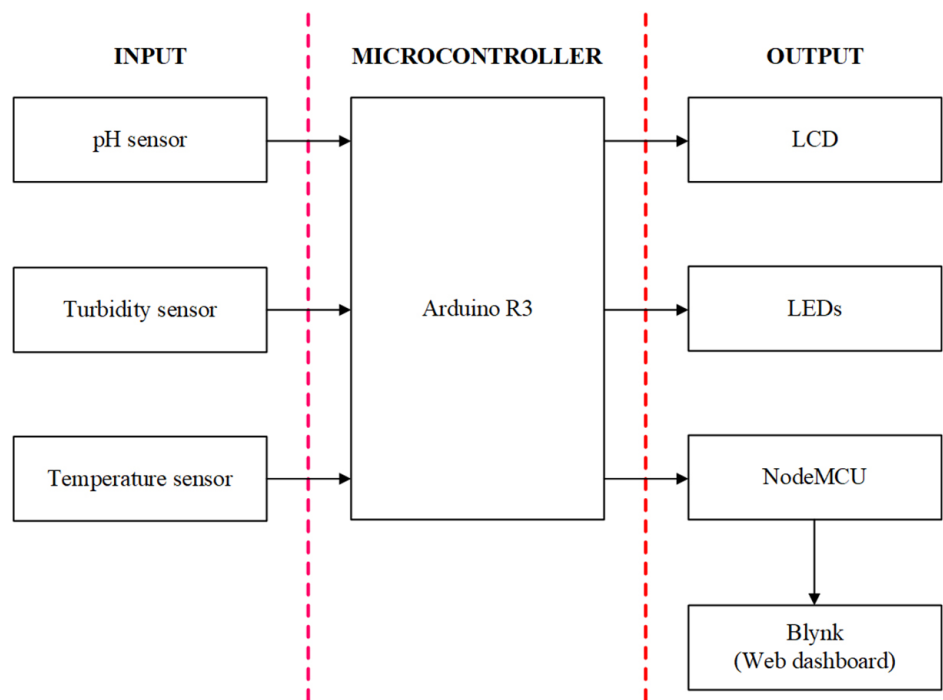 INPUT
MICROCONTROLLER
OUTPUT
pH sensor
LCD
Turbidity sensor
Arduino R3
LEDs
Temperature sensor
NodeMCU
Blynk
(Web dashboard)